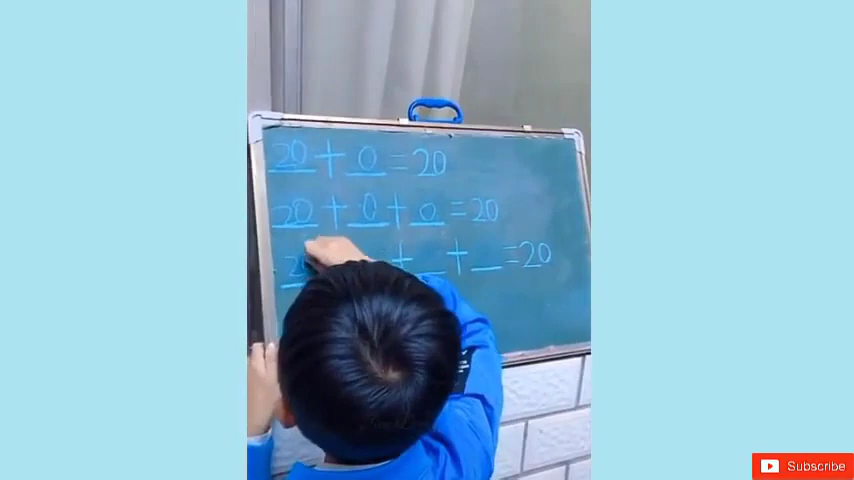 20 + 0 = 20
20 + 0 + 0 = 20
+ _ + _ = 20
Subscribe